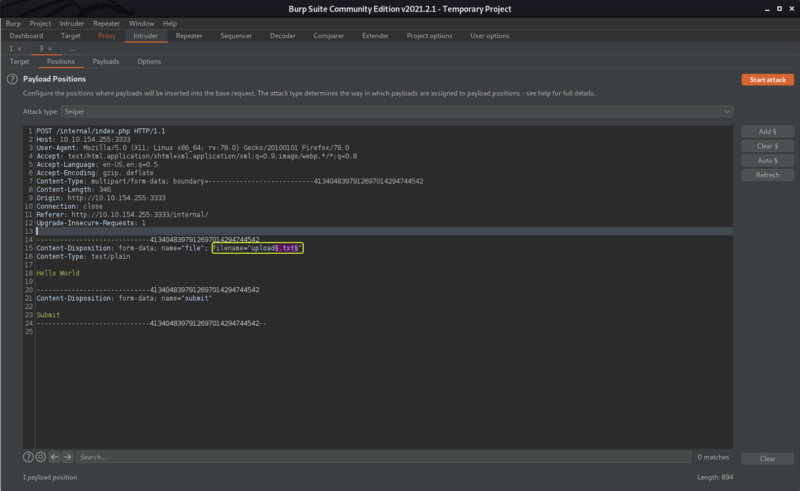 Burp Suite Community Edition v2021.2.1 - Temporary Project
Burp Project Intruder Repeater Window Help
Dashboard Target Proxy Intruder Repeater Sequencer Decoder Comparer Extender Project options User options
1 × 3 × ...
Target Positions Payloads Options
? Payload Positions Start attack
Configure the positions where payloads will be inserted into the base request. The attack type determines the way in which payloads are assigned to payload positions - see help for full details.
Attack type: Sniper
1 POST /internal/index.php HTTP/1.1 Add §
2 Host: 10.10.154.255:3333
3 User-Agent: Mozilla/5.0 (X11; Linux x86_64; rv:78.0) Gecko/20100101 Firefox/78.0 Clear §
4 Accept: text/html,application/xhtml+xml,application/xml;q=0.9,image/webp,*/*;q=0.8
5 Accept-Language: en-US,en;q=0.5 Auto §
6 Accept-Encoding: gzip, deflate
7 Content-Type: multipart/form-data; boundary=---------------------------4134048397912697014294744542 Refresh
8 Content-Length: 346
9 Origin: http://10.10.154.255:3333
10 Connection: close
11 Referer: http://10.10.154.255:3333/internal/
12 Upgrade-Insecure-Requests: 1
13
14 -----------------------------4134048397912697014294744542
15 Content-Disposition: form-data; name="file"; filename="upload§.txt§"
16 Content-Type: text/plain
17
18 Hello World
19
20 -----------------------------4134048397912697014294744542
21 Content-Disposition: form-data; name="submit"
22
23 Submit
24 -----------------------------4134048397912697014294744542--
25
? Search... 0 matches Clear
1 payload position Length: 894